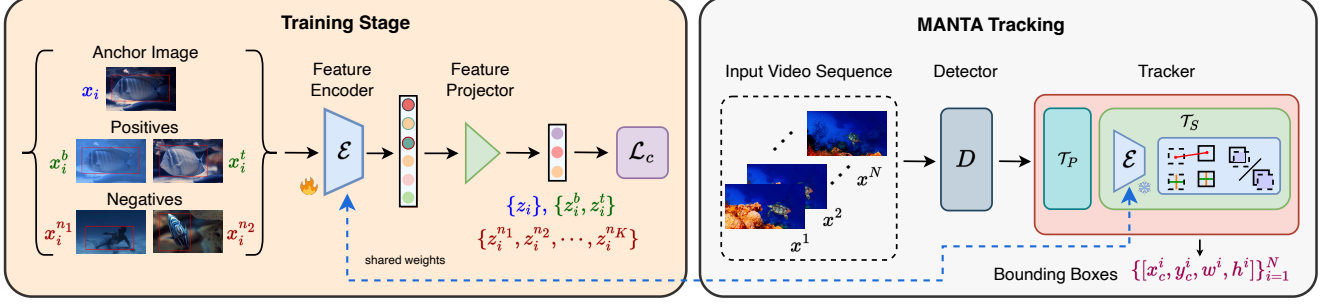 Training Stage
Anchor Image
x_i
Positives
x_i^b
x_i^t
Negatives
x_i^{n_1}
x_i^{n_2}
Feature
Encoder
ℰ
Feature
Projector
ℒ_c
{z_i}, {z_i^b, z_i^t}
{z_i^{n_1}, z_i^{n_2}, ⋯, z_i^{n_K}}
shared weights
MANTA Tracking
Input Video Sequence
x^1
x^2
x^N
Detector
D
Tracker
𝒯_P
𝒯_S
ℰ
Bounding Boxes {[x_c^i, y_c^i, w^i, h^i]}_{i=1}^N